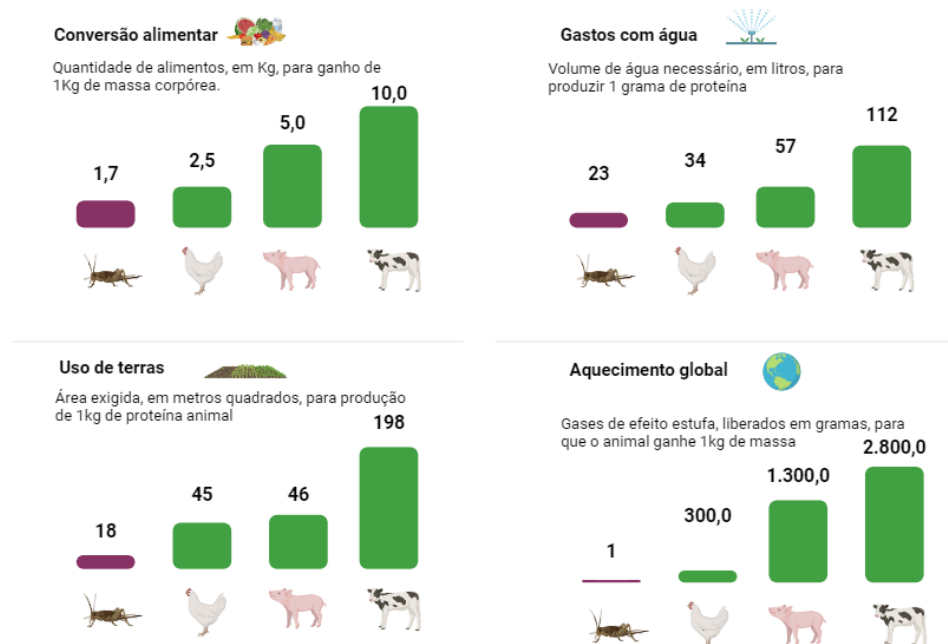 Conversão alimentar
Quantidade de alimentos, em Kg, para ganho de
1Kg de massa corpórea.
1,7
2,5
5,0
10,0
Gastos com água
Volume de água necessário, em litros, para
produzir 1 grama de proteína
23
34
57
112
Uso de terras
Área exigida, em metros quadrados, para produção
de 1kg de proteína animal
18
45
46
198
Aquecimento global
Gases de efeito estufa, liberados em gramas, para
que o animal ganhe 1kg de massa
1
300,0
1.300,0
2.800,0